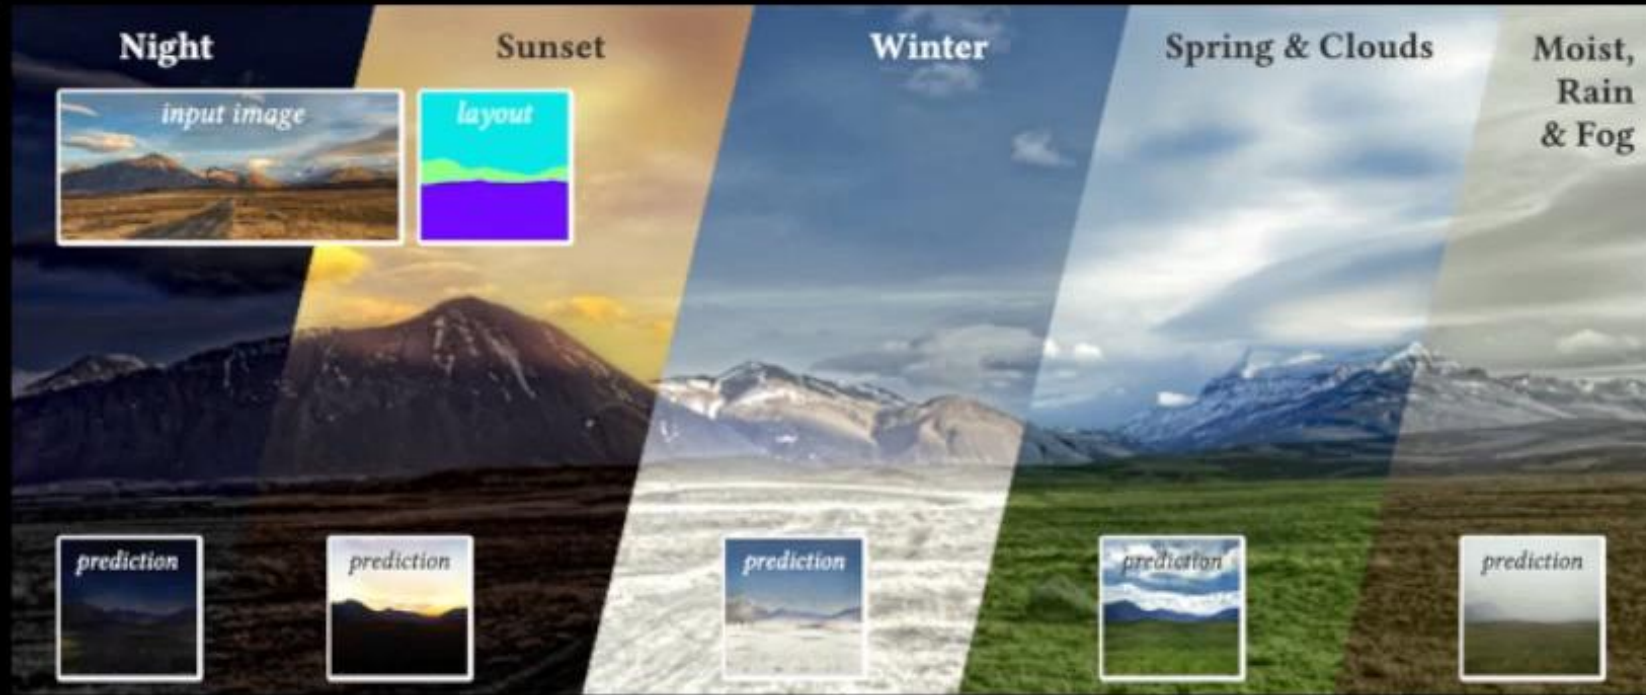 Night
Sunset
Winter
Spring & Clouds
Moist,
Rain
& Fog
input image
layout
prediction
prediction
prediction
prediction
prediction